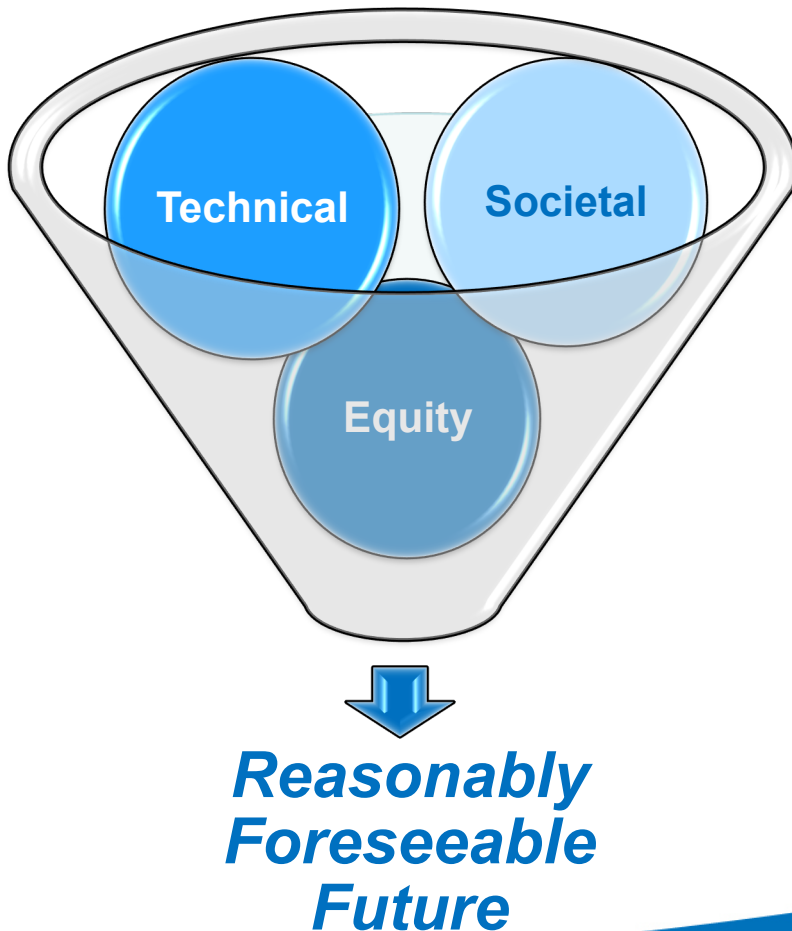 Technical
Societal
Equity
Reasonably
Foreseeable
Future